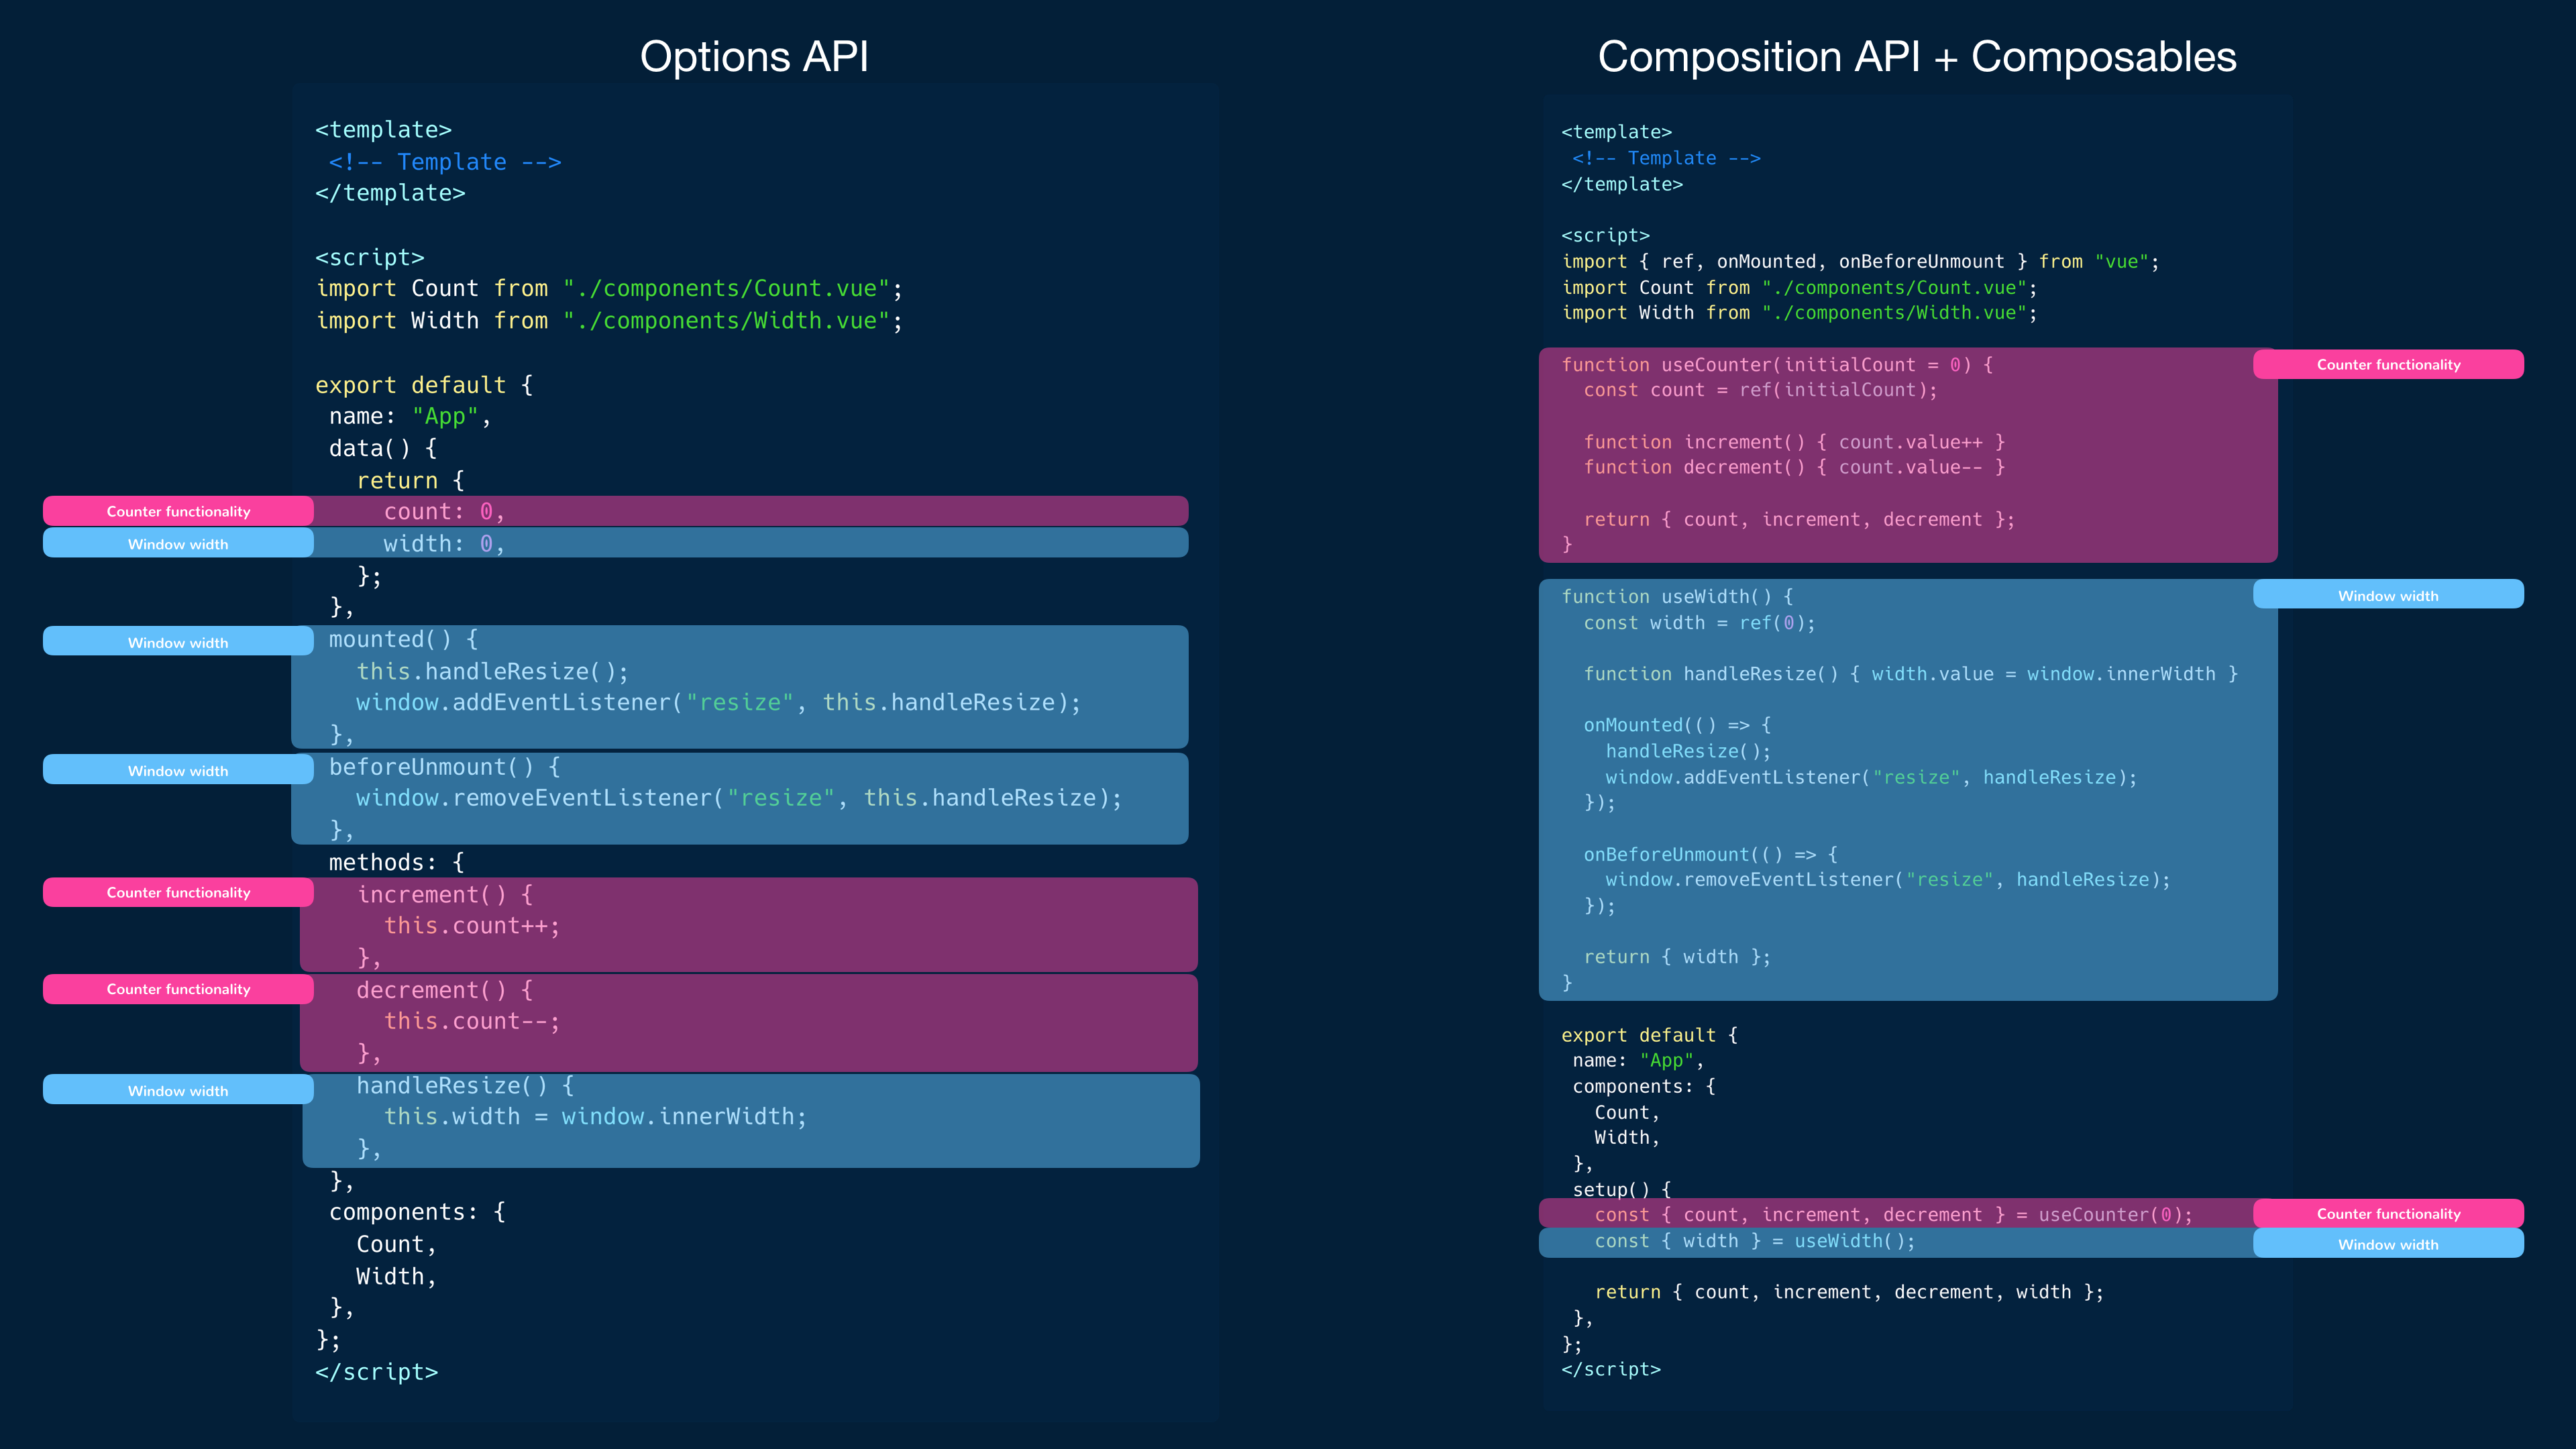 Options API
<template>
 <!-- Template -->
</template>
<script>
import Count from "./components/Count.vue";
import Width from "./components/Width.vue";
export default {
 name: "App",
 data() {
   return {
Counter functionality
     count: 0,
Window width
     width: 0,
   };
 },
Window width
 mounted() {
   this.handleResize();
   window.addEventListener("resize", this.handleResize);
 },
Window width
 beforeUnmount() {
   window.removeEventListener("resize", this.handleResize);
 },
 methods: {
Counter functionality
   increment() {
     this.count++;
   },
Counter functionality
   decrement() {
     this.count--;
   },
Window width
   handleResize() {
     this.width = window.innerWidth;
   },
 },
 components: {
   Count,
   Width,
 },
};
</script>
Composition API + Composables
<template>
 <!-- Template -->
</template>
<script>
import { ref, onMounted, onBeforeUnmount } from "vue";
import Count from "./components/Count.vue";
import Width from "./components/Width.vue";
function useCounter(initialCount = 0) {
Counter functionality
  const count = ref(initialCount);
  function increment() { count.value++ }
  function decrement() { count.value-- }
  return { count, increment, decrement };
}
function useWidth() {
Window width
  const width = ref(0);
  function handleResize() { width.value = window.innerWidth }
  onMounted(() => {
    handleResize();
    window.addEventListener("resize", handleResize);
  });
  onBeforeUnmount(() => {
    window.removeEventListener("resize", handleResize);
  });
  return { width };
}
export default {
 name: "App",
 components: {
   Count,
   Width,
 },
 setup() {
   const { count, increment, decrement } = useCounter(0);
Counter functionality
   const { width } = useWidth();
Window width
   return { count, increment, decrement, width };
 },
};
</script>